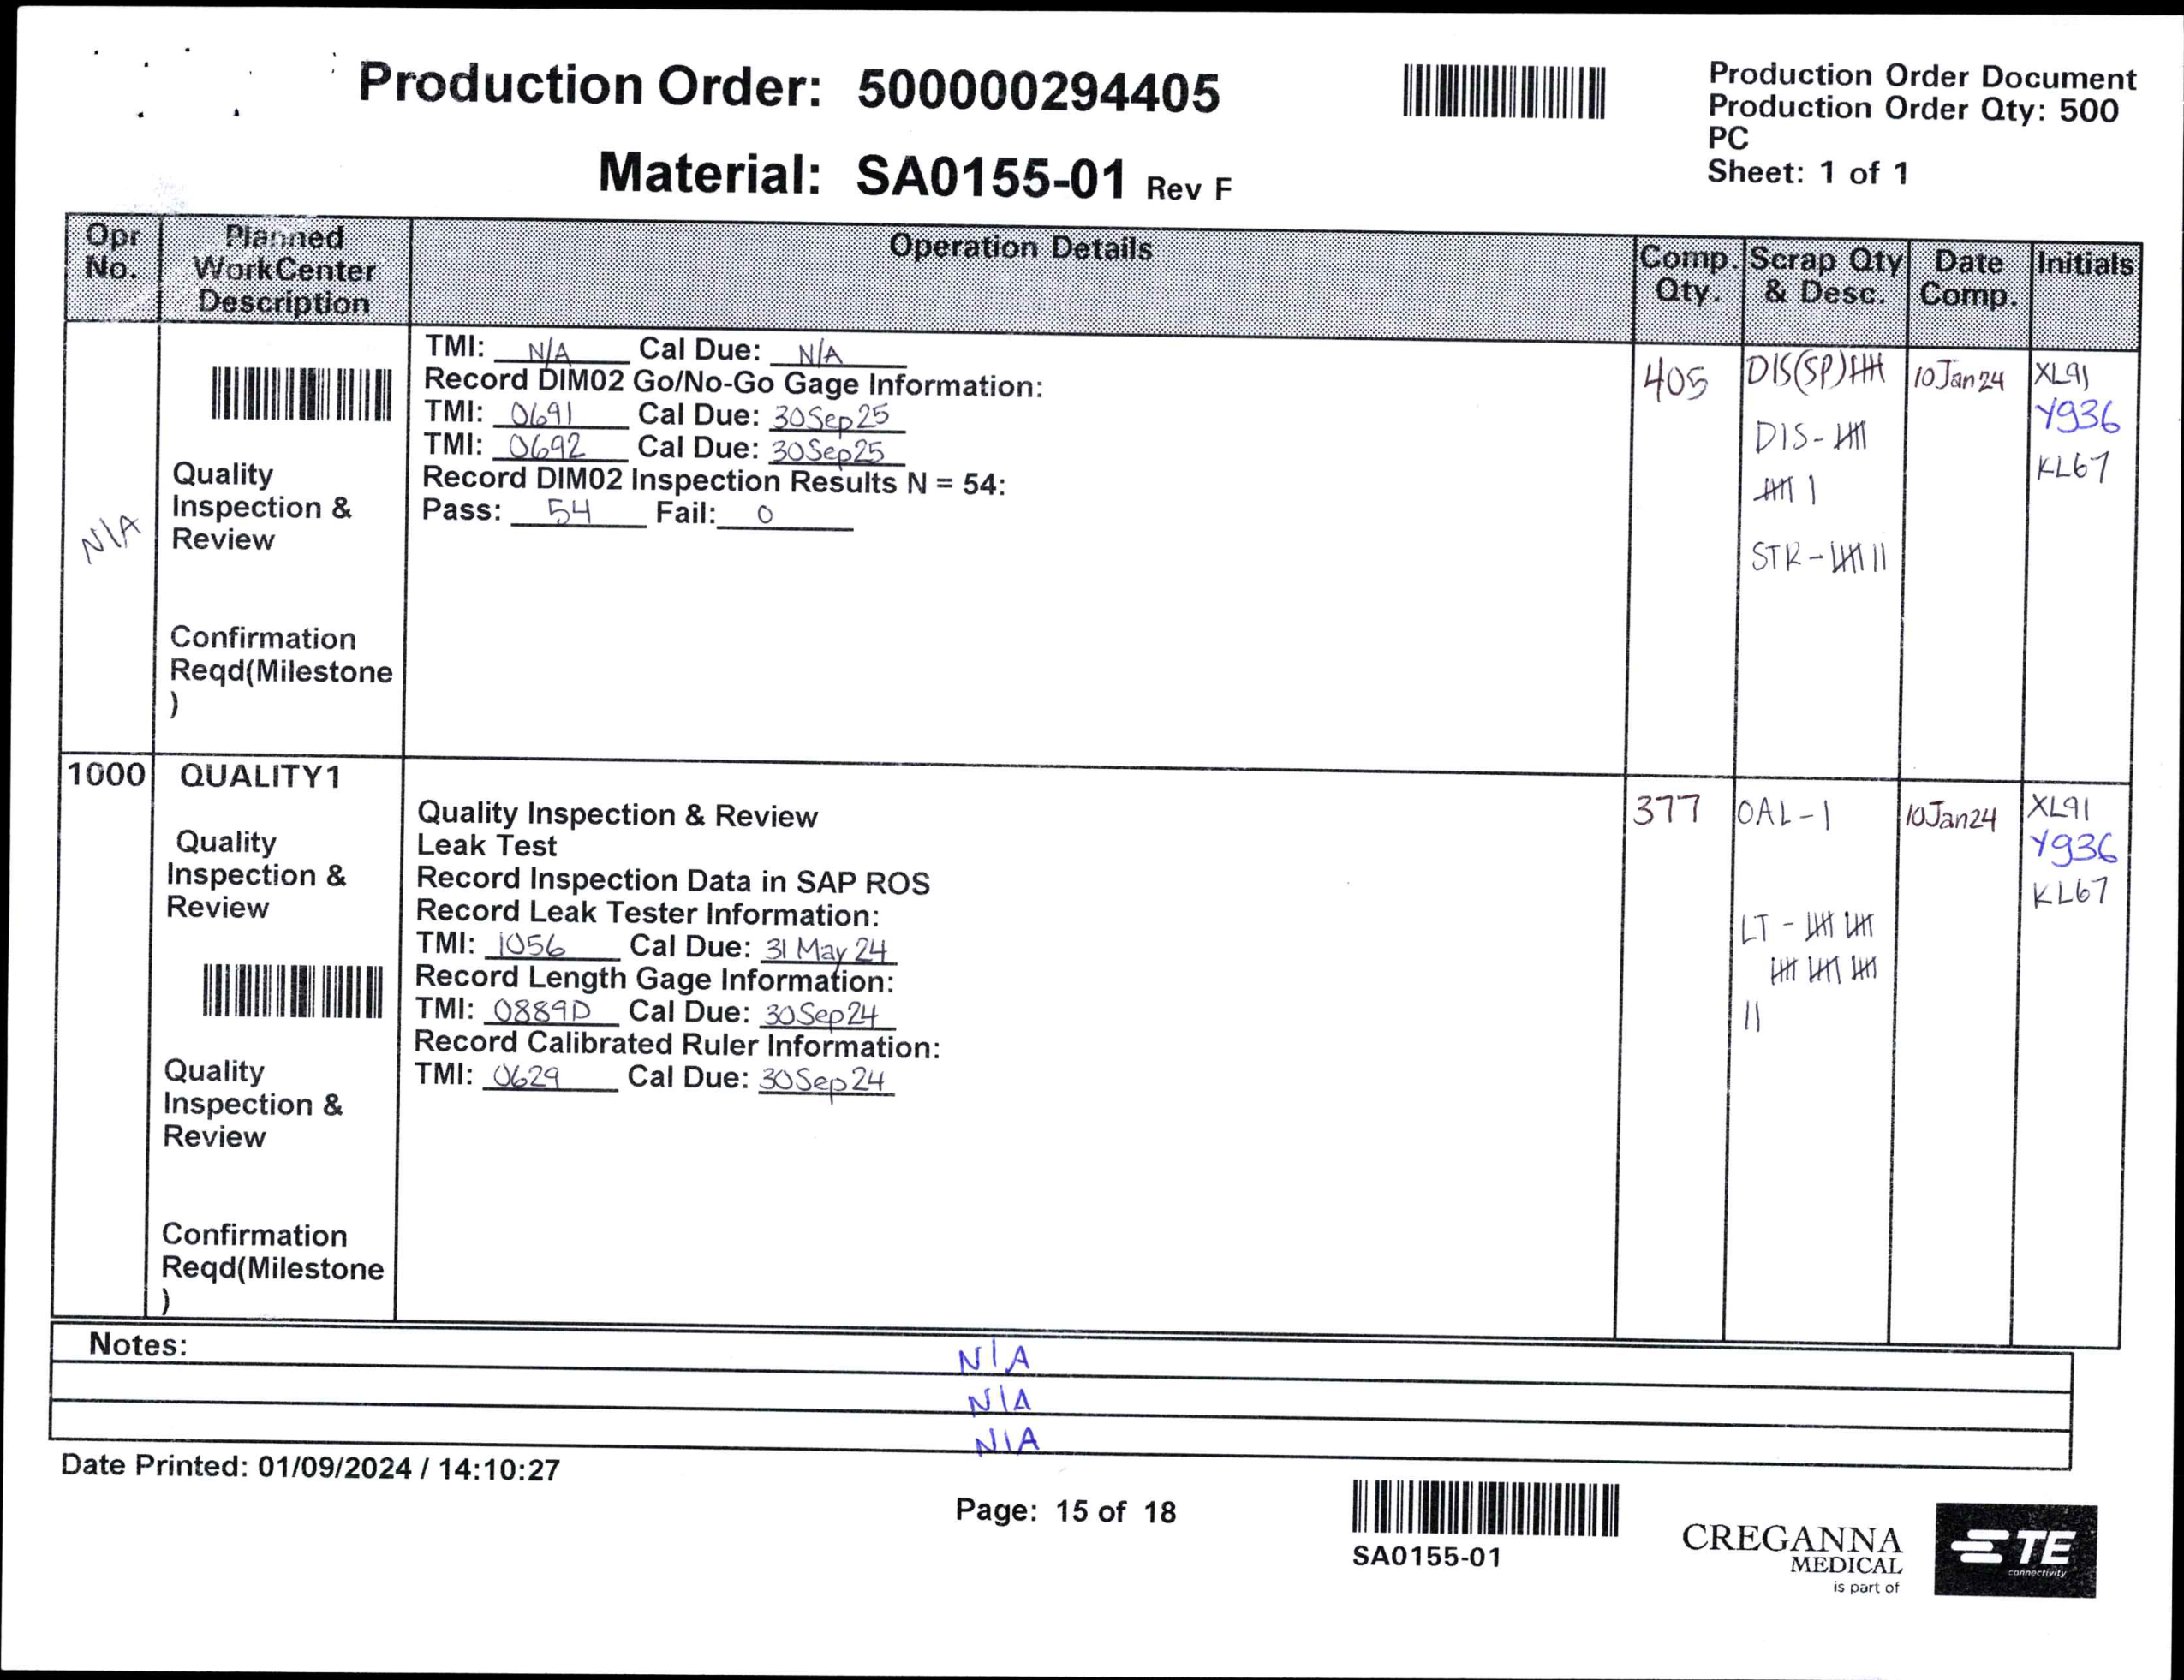 Production Order: 500000294405
Material: SA0155-01 Rev F
Production Order Document
Production Order Qty: 500
PC
Sheet: 1 of 1
Opr No. Planned WorkCenter Description Operation Details Comp. Qty. Scrap Qty & Desc. Date Comp. Initials
N/A
Quality
Inspection &
Review
Confirmation
Reqd(Milestone
)
TMI: N/A Cal Due: N/A
Record DIM02 Go/No-Go Gage Information:
TMI: 0691 Cal Due: 30Sep25
TMI: 0692 Cal Due: 30Sep25
Record DIM02 Inspection Results N = 54:
Pass: 54 Fail: 0
405
DIS(SP)
DIS-
STR-
10Jan24
XL91
Y936
KL67
1000 QUALITY1
Quality
Inspection &
Review
Quality
Inspection &
Review
Confirmation
Reqd(Milestone
)
Quality Inspection & Review
Leak Test
Record Inspection Data in SAP ROS
Record Leak Tester Information:
TMI: 1056 Cal Due: 31 May 24
Record Length Gage Information:
TMI: 0889D Cal Due: 30Sep24
Record Calibrated Ruler Information:
TMI: 0629 Cal Due: 30Sep24
377
OAL-1
LT -
10Jan24
XL91
Y936
KL67
Notes:
N/A
N/A
N/A
Date Printed: 01/09/2024 / 14:10:27
Page: 15 of 18
SA0155-01
CREGANNA
MEDICAL
is part of
TE
connectivity